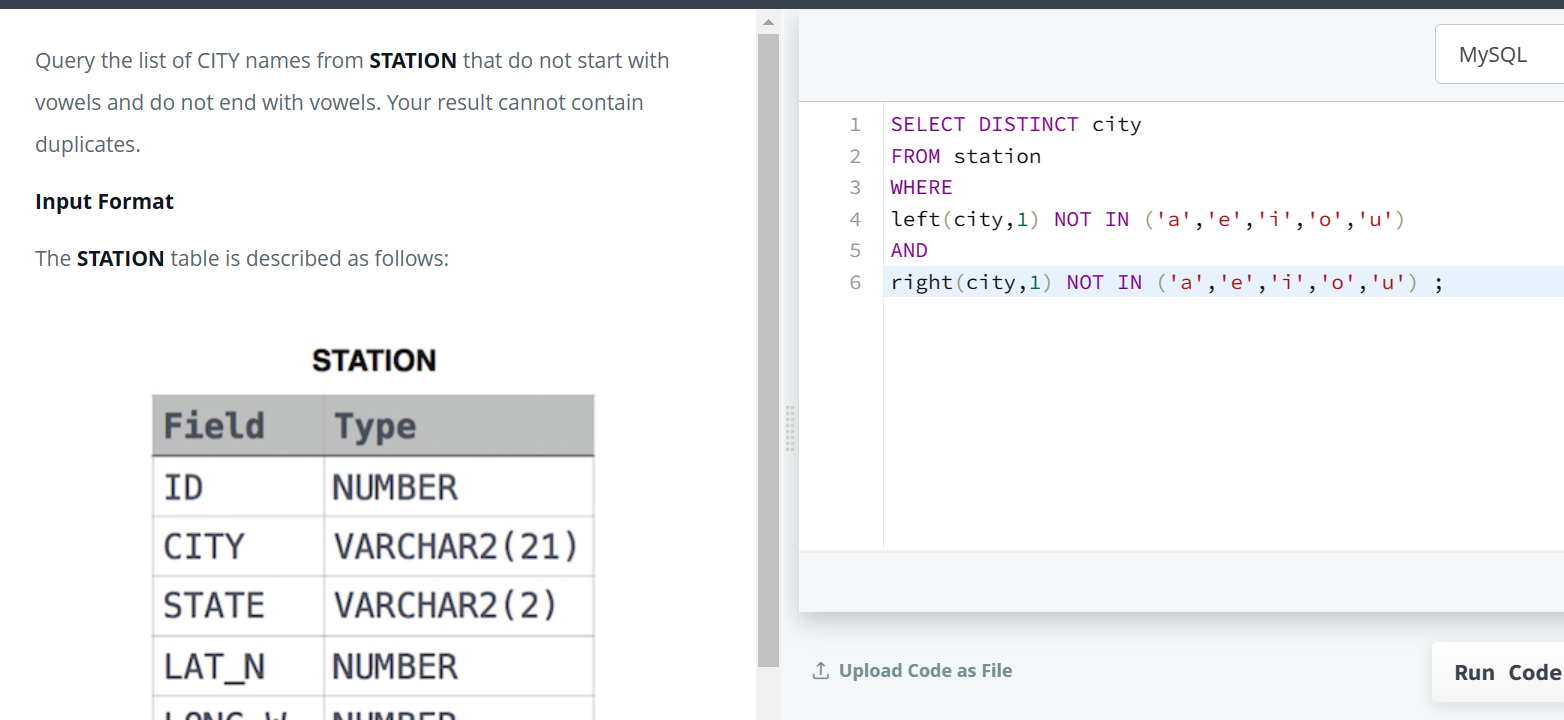 Query the list of CITY names from STATION that do not start with
vowels and do not end with vowels. Your result cannot contain
duplicates.
Input Format
The STATION table is described as follows:
STATION
Field Type
ID NUMBER
CITY VARCHAR2(21)
STATE VARCHAR2(2)
LAT_N NUMBER
LONG_W NUMBER
MySQL
1 SELECT DISTINCT city
2 FROM station
3 WHERE
4 left(city,1) NOT IN ('a','e','i','o','u')
5 AND
6 right(city,1) NOT IN ('a','e','i','o','u') ;
Upload Code as File
Run Code